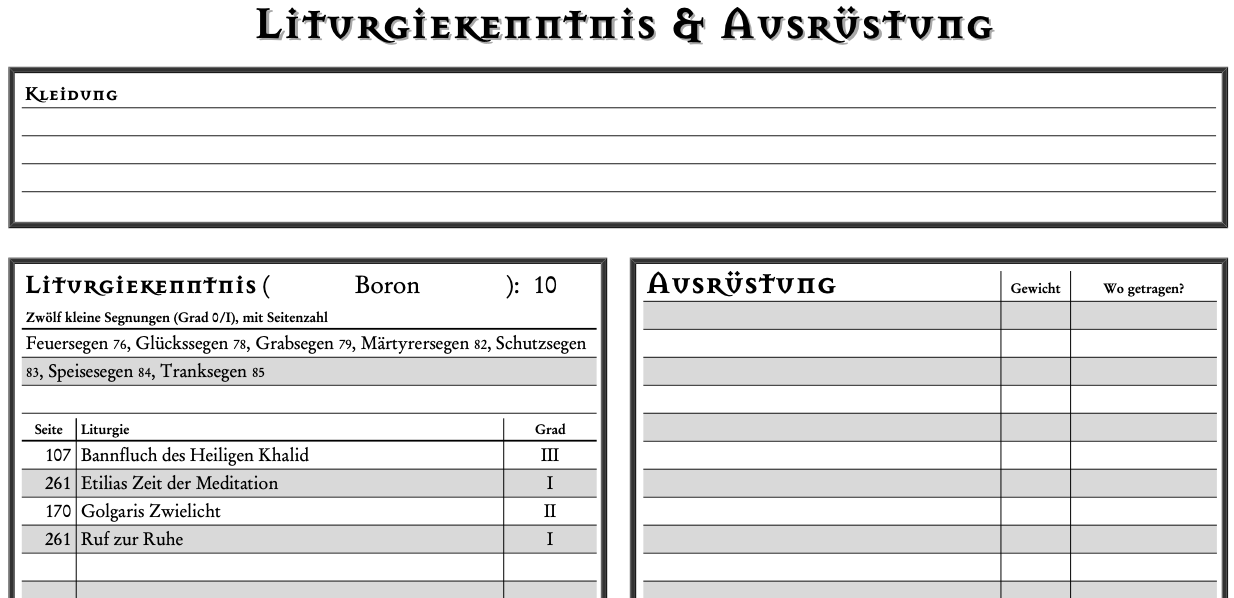 Liturgiekenntnis & Ausrüstung
Kleidung
Liturgiekenntnis ( Boron ): 10
Zwölf kleine Segnungen (Grad 0/I), mit Seitenzahl
Feuersegen 76, Glückssegen 78, Grabsegen 79, Märtyrersegen 82, Schutzsegen
83, Speisesegen 84, Tranksegen 85
Seite Liturgie Grad
107 Bannfluch des Heiligen Khalid III
261 Etilias Zeit der Meditation I
170 Golgaris Zwielicht II
261 Ruf zur Ruhe I
Ausrüstung Gewicht Wo getragen?